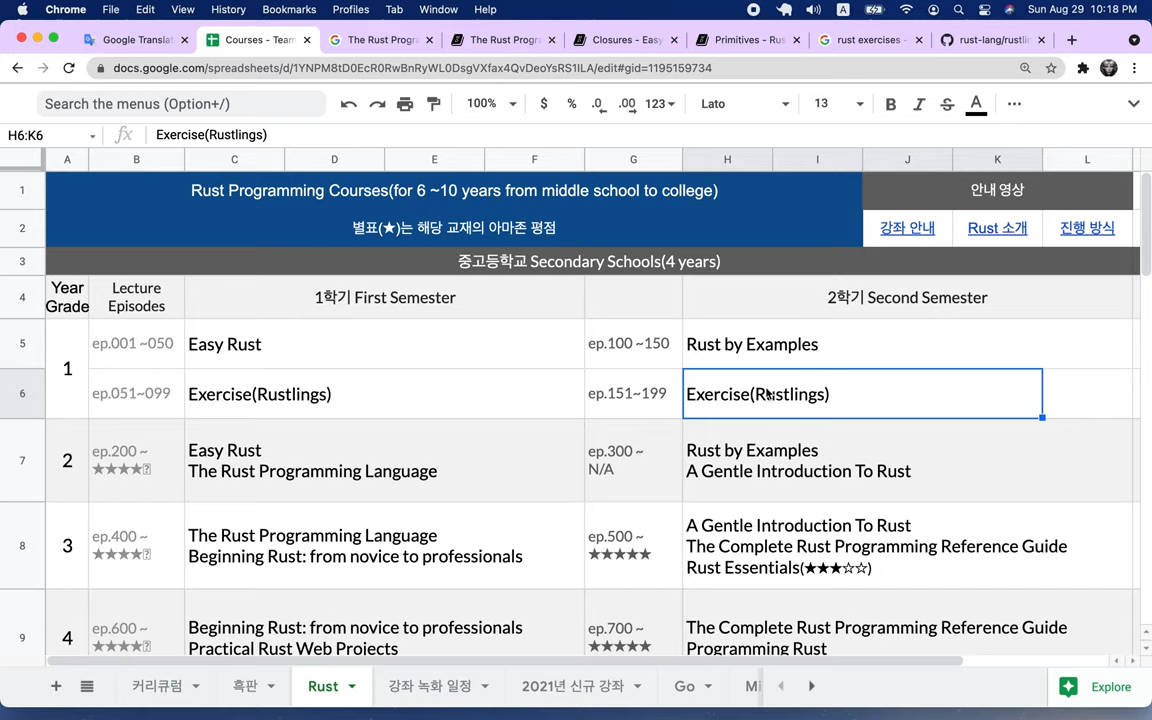 Chrome File Edit View History Bookmarks Profiles Tab Window Help A Sun Aug 29 10:18 PM
Google Translat Courses - Team The Rust Progr The Rust Progra Closures - Easy Primitives - Rus rust exercises - rust-lang/rustlin
docs.google.com/spreadsheets/d/1YNPM8tD0EcR0RwBnRyWL0DsgVXfax4QvDeoYsRS1ILA/edit#gid=1195159734
Search the menus (Option+/) 100% $ % .0 .00 123 Lato 13 B I S A
H6:K6 fx Exercise(Rustlings)
A B C D E F G H I J K L
1 Rust Programming Courses(for 6 ~10 years from middle school to college) 안내 영상
2 별표(★)는 해당 교재의 아마존 평점 강좌 안내 Rust 소개 진행 방식
3 중고등학교 Secondary Schools(4 years)
Year Lecture
4 1학기 First Semester 2학기 Second Semester
Grade Episodes
5 ep.001 ~050 Easy Rust ep.100 ~150 Rust by Examples
1
6 ep.051~099 Exercise(Rustlings) ep.151~199 Exercise(Rustlings)
ep.200 ~ Easy Rust ep.300 ~ Rust by Examples
7 2
★★★★⍰ The Rust Programming Language N/A A Gentle Introduction To Rust
A Gentle Introduction To Rust
ep.400 ~ The Rust Programming Language ep.500 ~
8 3 The Complete Rust Programming Reference Guide
★★★★⍰ Beginning Rust: from novice to professionals ★★★★★
Rust Essentials(★★★☆☆)
ep.600 ~ Beginning Rust: from novice to professionals ep.700 ~ The Complete Rust Programming Reference Guide
9 4
★★★★⍰ Practical Rust Web Projects ★★★★★ Programming Rust
커리큐럼 흑판 Rust 강좌 녹화 일정 2021년 신규 강좌 Go Explore